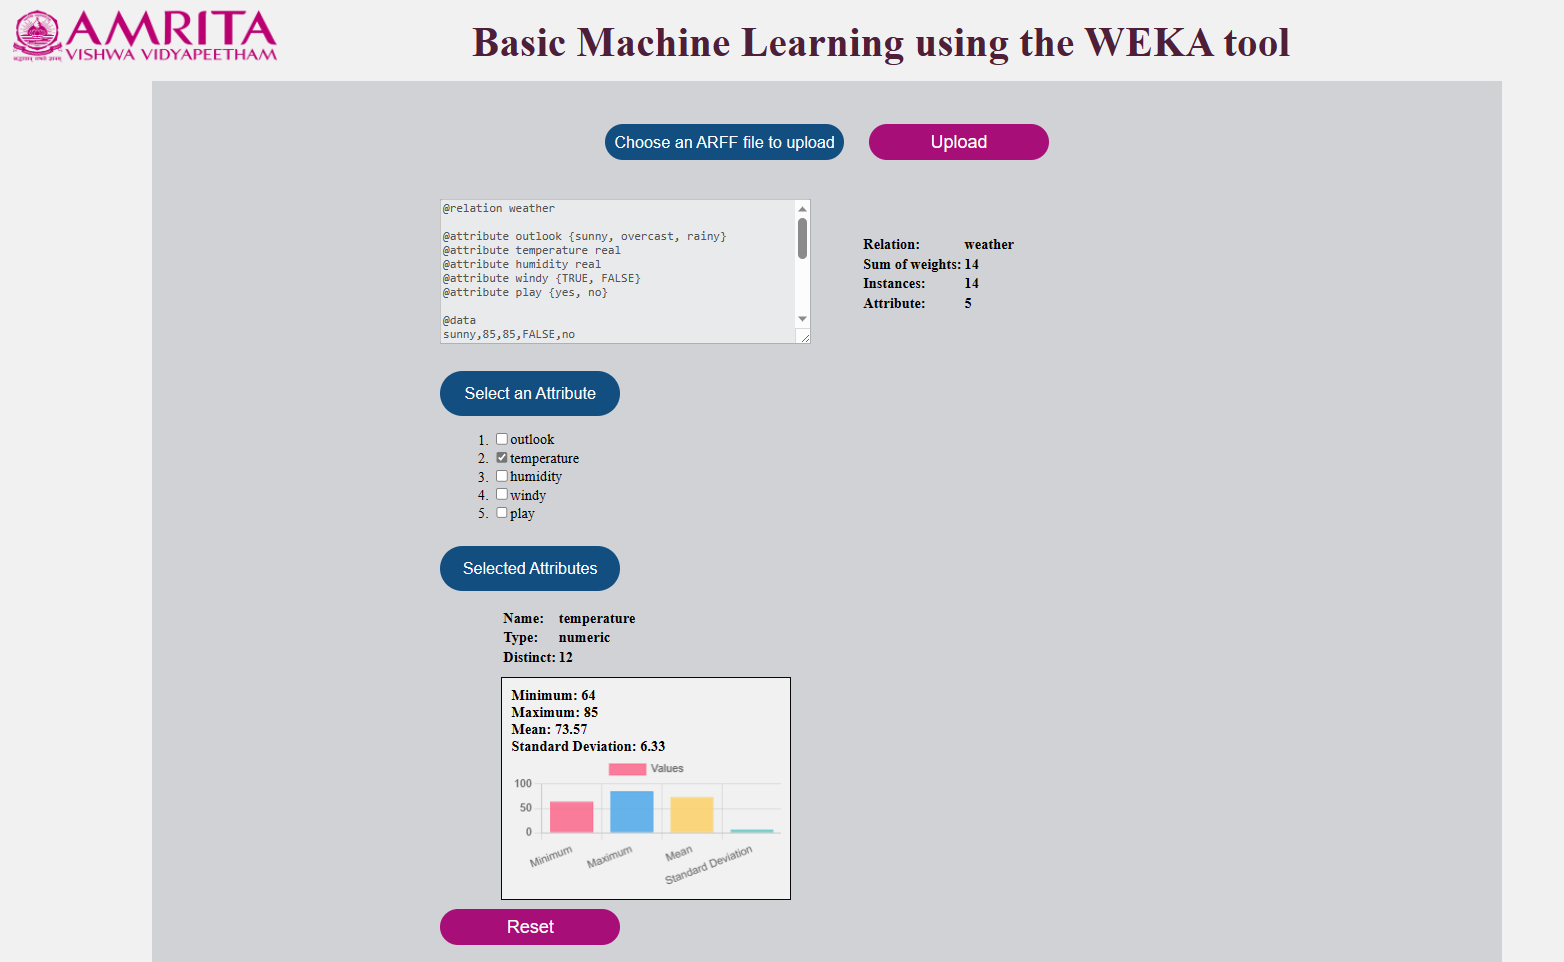 AMRITA
VISHWA VIDYAPEETHAM
Basic Machine Learning using the WEKA tool
Choose an ARFF file to upload
Upload
@relation weather
@attribute outlook {sunny, overcast, rainy}
@attribute temperature real
@attribute humidity real
@attribute windy {TRUE, FALSE}
@attribute play {yes, no}
@data
sunny,85,85,FALSE,no
Relation: weather
Sum of weights: 14
Instances: 14
Attribute: 5
Select an Attribute
1. outlook
2. temperature
3. humidity
4. windy
5. play
Selected Attributes
Name: temperature
Type: numeric
Distinct: 12
Minimum: 64
Maximum: 85
Mean: 73.57
Standard Deviation: 6.33
Values
100
50
0
Minimum
Maximum
Mean
Standard Deviation
Reset